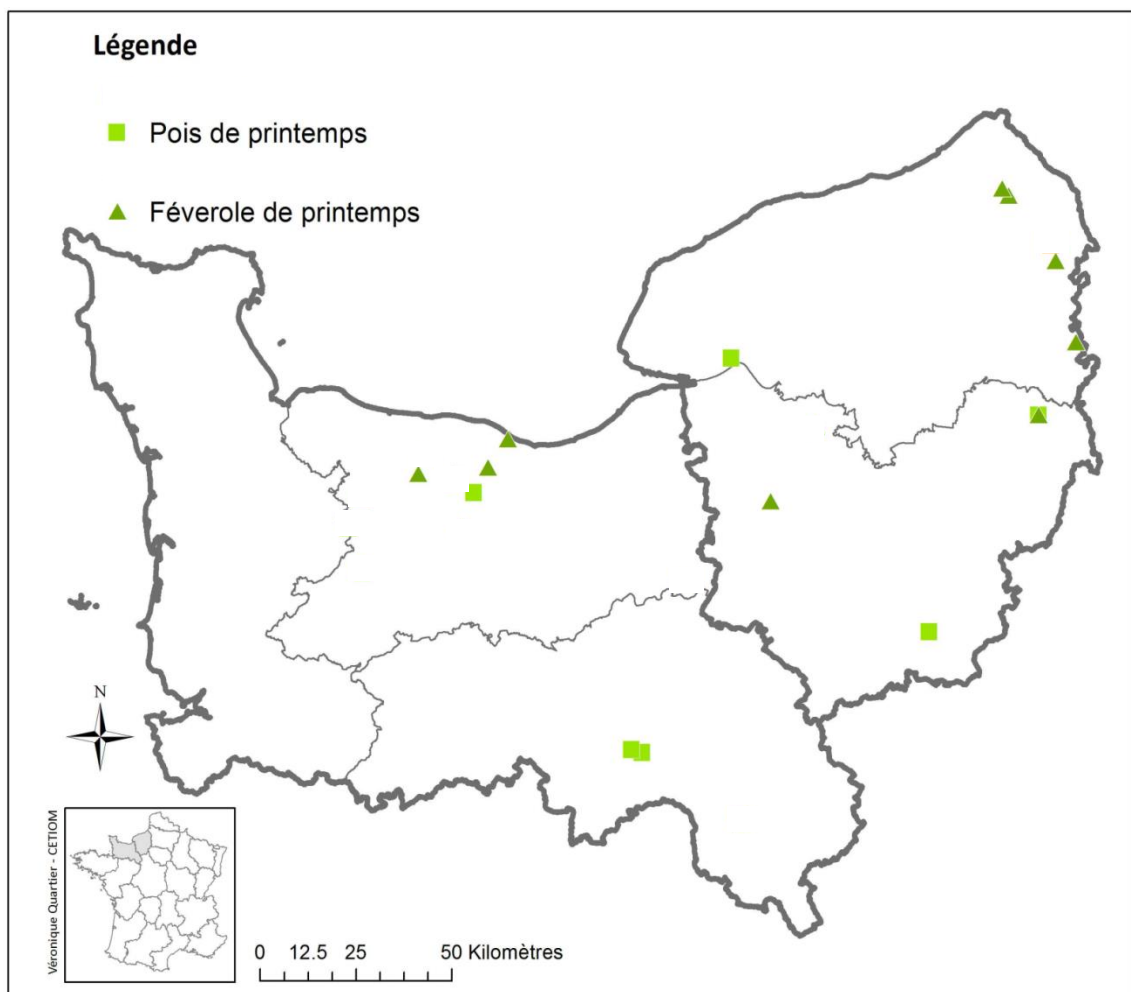 Légende
Pois de printemps
Féverole de printemps
N
Véronique Quartier - CETIOM
0 12.5 25 50 Kilomètres